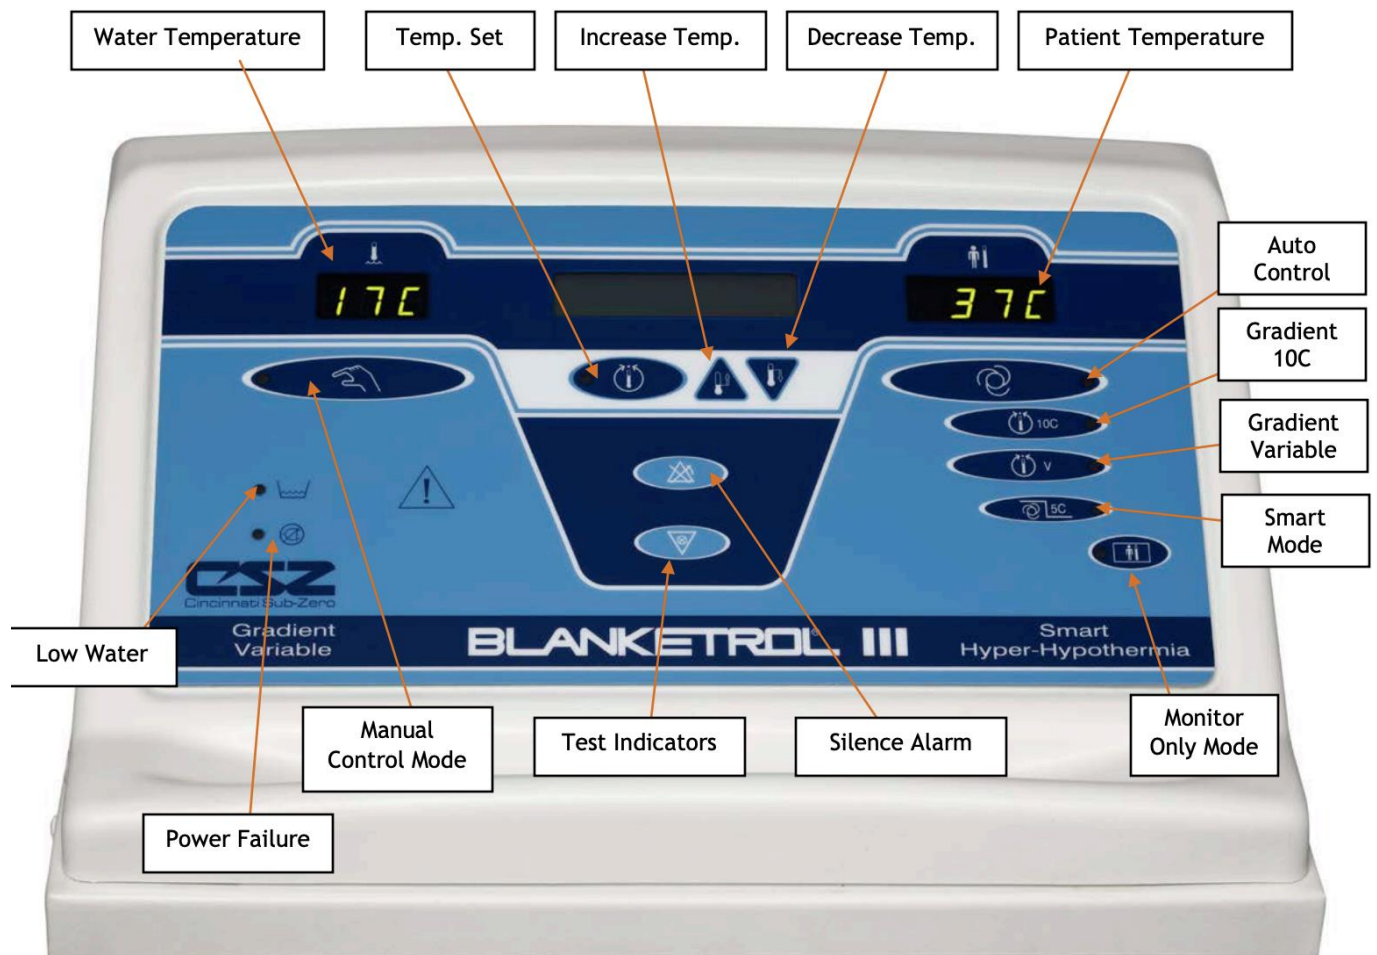 Water Temperature
Temp. Set
Increase Temp.
Decrease Temp.
Patient Temperature
Auto
Control
17C
37C
Gradient
10C
10C
Gradient
Variable
V
5C
Smart
Mode
CSZ
Cincinnati Sub-Zero
Gradient
Variable
BLANKETROL® III
Smart
Hyper-Hypothermia
Low Water
Manual
Control Mode
Test Indicators
Silence Alarm
Monitor
Only Mode
Power Failure